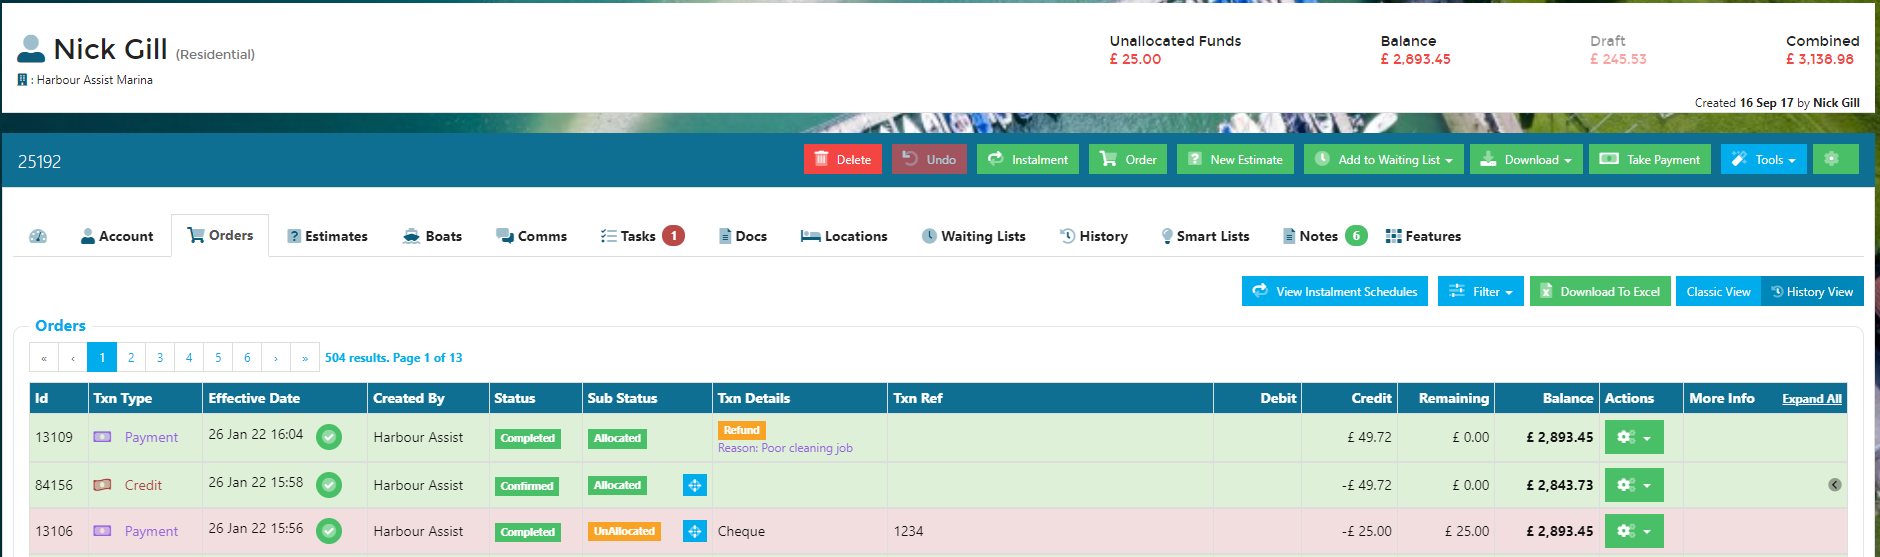 Nick Gill (Residential)
: Harbour Assist Marina
Unallocated Funds
£ 25.00
Balance
£ 2,893.45
Draft
£ 245.53
Combined
£ 3,138.98
Created 16 Sep 17 by Nick Gill
25192
Delete Undo Instalment Order New Estimate Add to Waiting List Download Take Payment Tools
Account Orders Estimates Boats Comms Tasks 1 Docs Locations Waiting Lists History Smart Lists Notes 6 Features
View Instalment Schedules Filter Download To Excel Classic View History View
Orders
« ‹ 1 2 3 4 5 6 › » 504 results. Page 1 of 13
Id Txn Type Effective Date Created By Status Sub Status Txn Details Txn Ref Debit Credit Remaining Balance Actions More Info Expand All
13109 Payment 26 Jan 22 16:04 Harbour Assist Completed Allocated Refund £ 49.72 £ 0.00 £ 2,893.45
Reason: Poor cleaning job
84156 Credit 26 Jan 22 15:58 Harbour Assist Confirmed Allocated -£ 49.72 £ 0.00 £ 2,843.73
13106 Payment 26 Jan 22 15:56 Harbour Assist Completed UnAllocated Cheque 1234 -£ 25.00 £ 25.00 £ 2,893.45